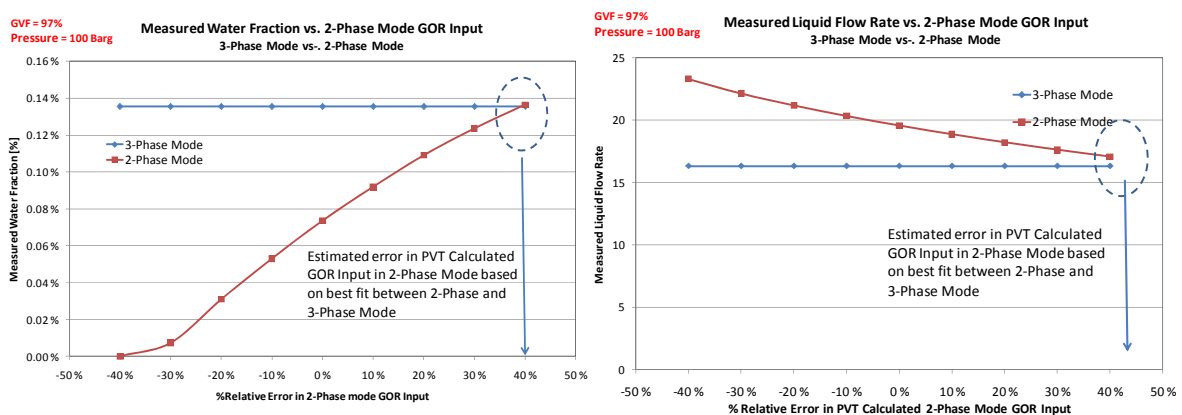 GVF = 97%
Pressure = 100 Barg
Measured Water Fraction vs. 2-Phase Mode GOR Input
3-Phase Mode vs-. 2-Phase Mode
0.16 %
0.14 %
0.12 %
0.10 %
0.08 %
0.06 %
0.04 %
0.02 %
0.00 %
Measured Water Fraction [%]
3-Phase Mode
2-Phase Mode
Estimated error in PVT Calculated
GOR Input in 2-Phase Mode based
on best fit between 2-Phase and
3-Phase Mode
-50 %
-40 %
-30 %
-20 %
-10 %
0 %
10 %
20 %
30 %
40 %
50 %
%Relative Error in 2-Phase mode GOR Input
GVF = 97%
Pressure = 100 Barg
Measured Liquid Flow Rate vs. 2-Phase Mode GOR Input
3-Phase Mode vs-. 2-Phase Mode
25
20
15
10
5
0
Measured Liquid Flow Rate
3-Phase Mode
2-Phase Mode
Estimated error in PVT Calculated
GOR Input in 2-Phase Mode based
on best fit between 2-Phase and
3-Phase Mode
-50 %
-40 %
-30 %
-20 %
-10 %
0 %
10 %
20 %
30 %
40 %
50 %
% Relative Error in PVT Calculated 2-Phase Mode GOR Input